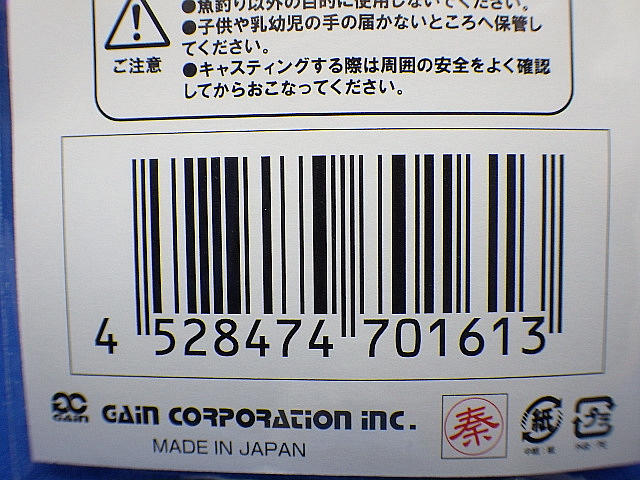 ●魚釣り以外の目的に使用しないでください。
●子供や乳幼児の手の届かないところへ保管し
てください。
ご注意
●キャスティングする際は周囲の安全をよく確認
してからおこなってください。
4 528474 701613
GAIN
GAIN CORPORATION INC.
MADE IN JAPAN
秦
紙
プラ